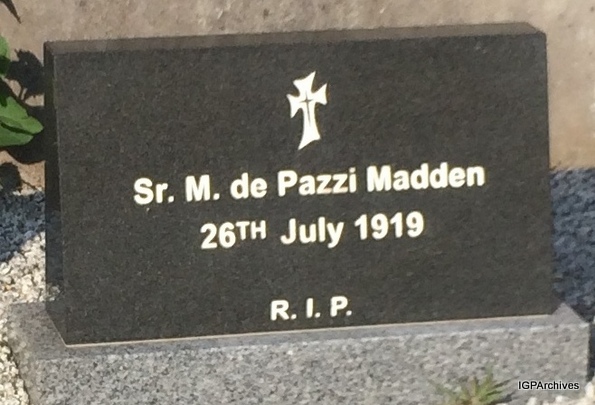 Sr. M. de Pazzi Madden
26TH July 1919
R. I. P.
IGPArchives